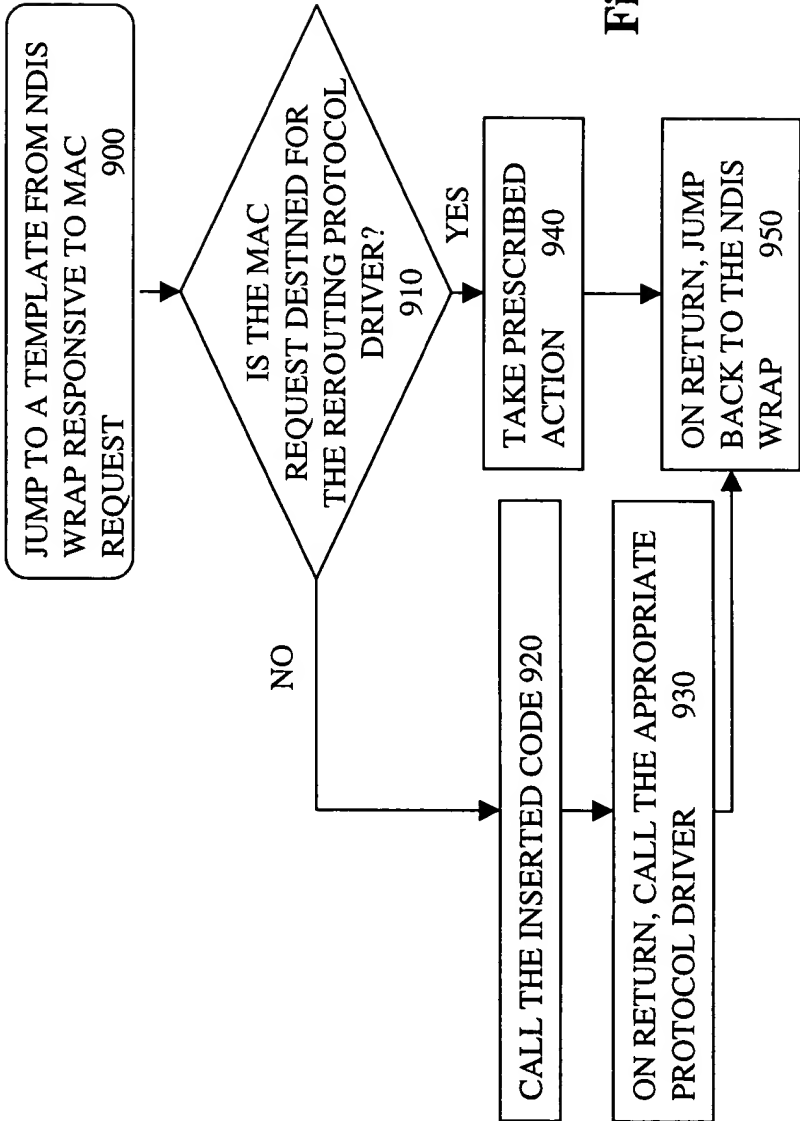 JUMP TO A TEMPLATE FROM NDIS
WRAP RESPONSIVE TO MAC
REQUEST 900
IS THE MAC
REQUEST DESTINED FOR
THE REROUTING PROTOCOL
DRIVER?
910
NO
YES
CALL THE INSERTED CODE 920
ON RETURN, CALL THE APPROPRIATE
PROTOCOL DRIVER 930
TAKE PRESCRIBED
ACTION 940
ON RETURN, JUMP
BACK TO THE NDIS
WRAP 950